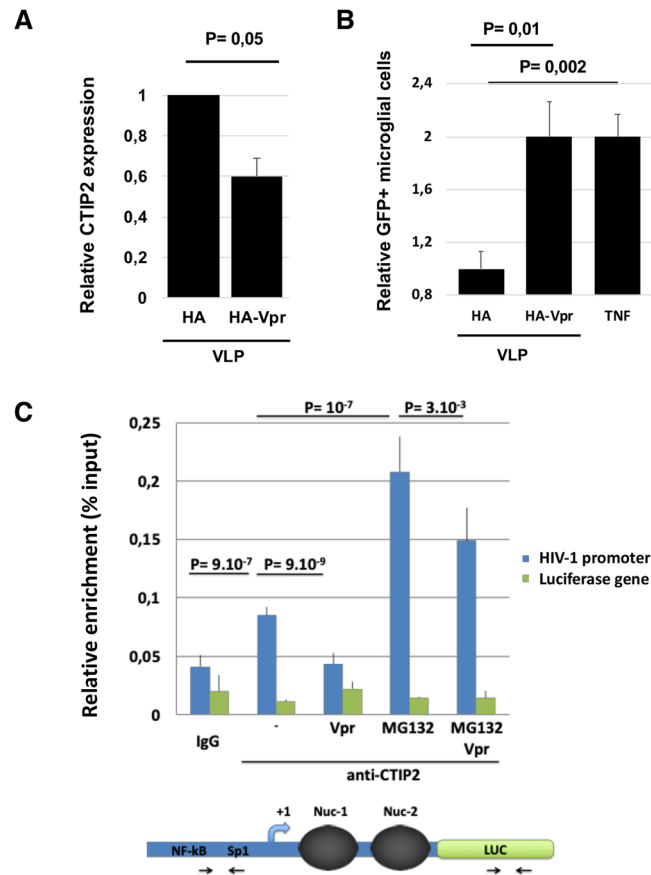 A
P= 0,05
Relative CTIP2 expression
1
0,8
0,6
0,4
0,2
0
HA
HA-Vpr
VLP
B
P= 0,01
P= 0,002
Relative GFP+ microglial cells
2,4
2
1,6
1,2
0,8
HA
HA-Vpr
TNF
VLP
C
P= 10-7
P= 3.10-3
P= 9.10-7
P= 9.10-9
Relative enrichment (% input)
0,25
0,2
0,15
0,1
0,05
0
HIV-1 promoter
Luciferase gene
IgG
-
Vpr
MG132
MG132
Vpr
anti-CTIP2
+1
Nuc-1
Nuc-2
NF-kB
Sp1
LUC